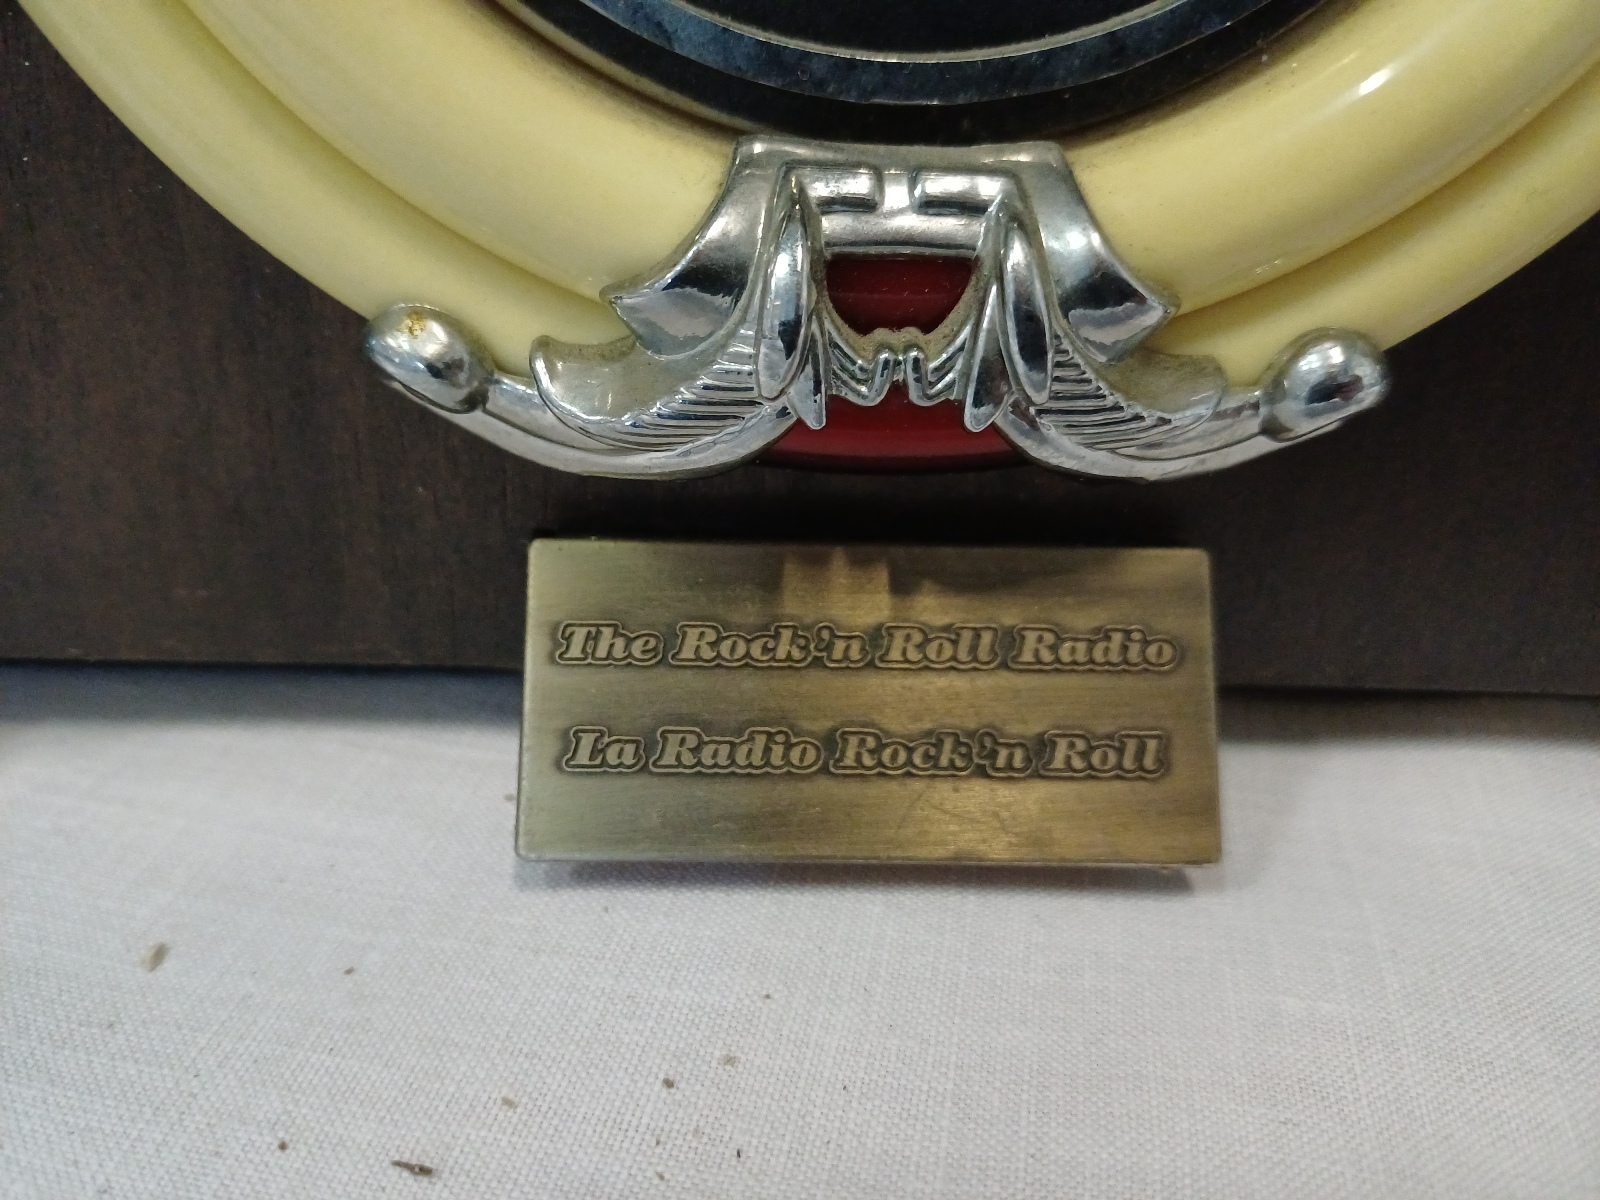 The Rock'n Roll Radio
La Radio Rock'n Roll